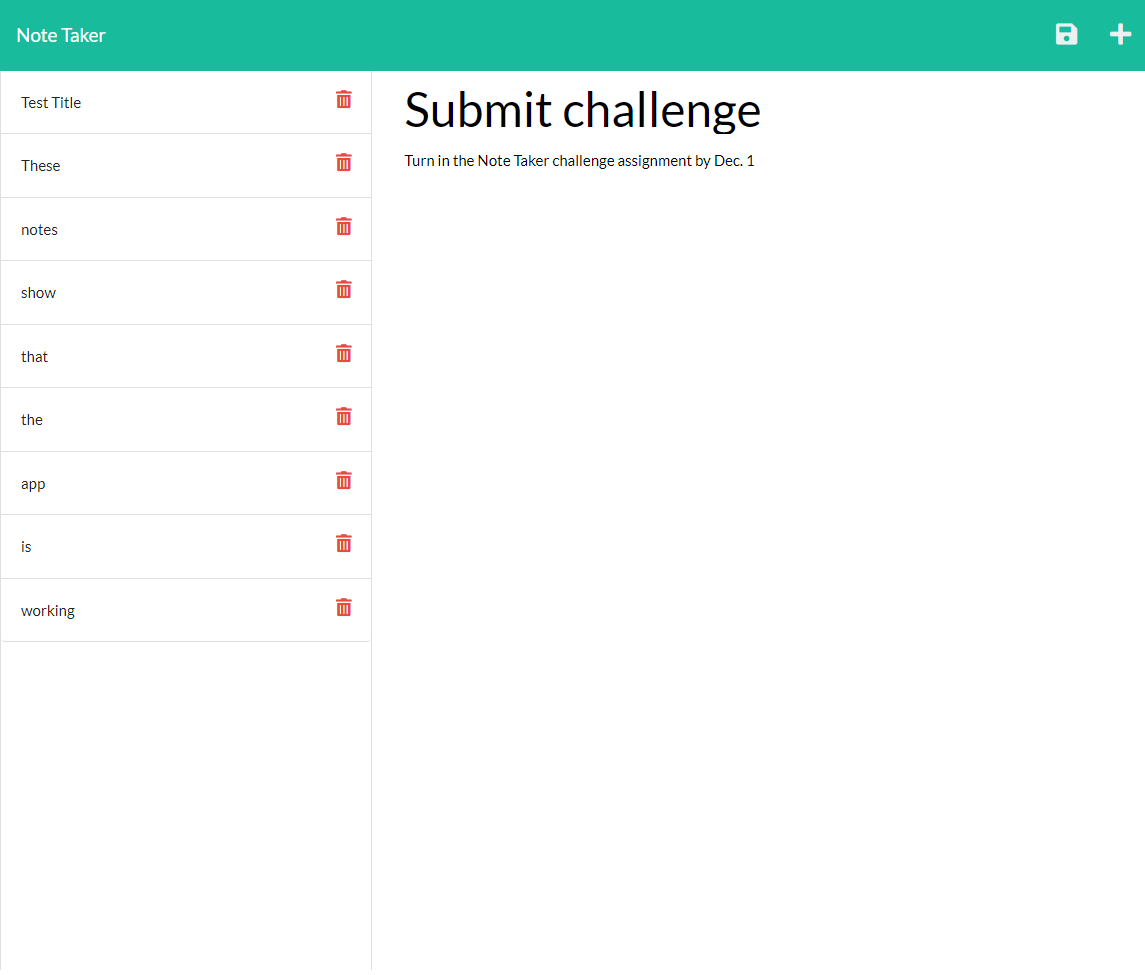 Note Taker
Test Title
These
notes
show
that
the
app
is
working
Submit challenge
Turn in the Note Taker challenge assignment by Dec. 1